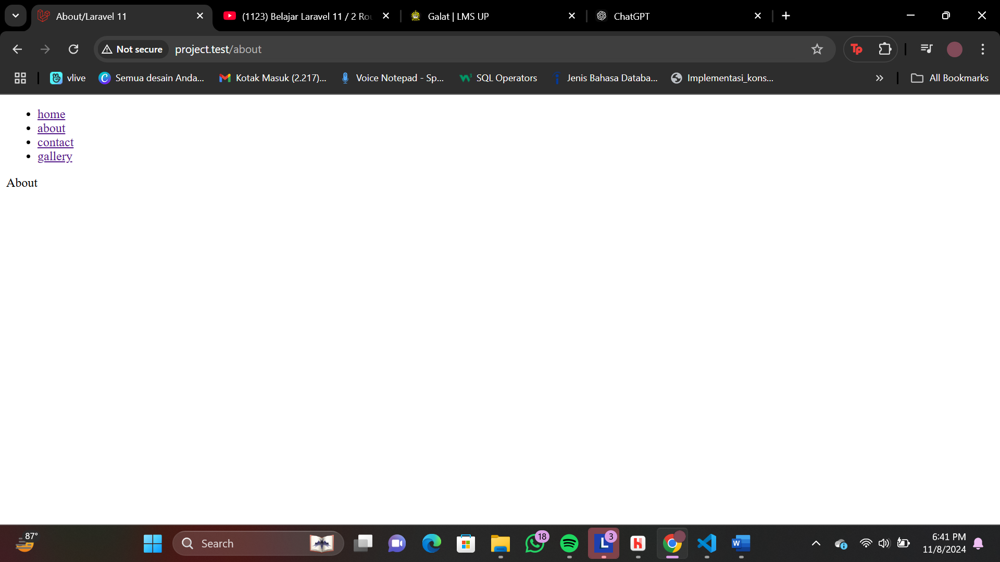 About/Laravel 11
(1123) Belajar Laravel 11 / 2 Rou
Galat | LMS UP
ChatGPT
Not secure
project.test/about
Tp
vlive
Semua desain Anda...
Kotak Masuk (2.217)...
Voice Notepad - Sp...
SQL Operators
Jenis Bahasa Databa...
Implementasi_kons...
All Bookmarks
home
about
contact
gallery
About
87°
Search
18
3
6:41 PM
11/8/2024